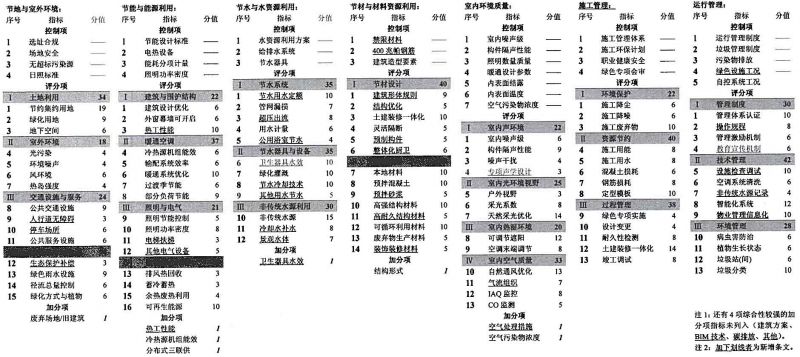 节地与室外环境:
序号 指标 分值
控制项
1 选址合规 ——
2 场地安全 ——
3 无超标污染源 ——
4 日照标准 ——
评分项
I 土地利用 34
1 节约集约用地 19
2 绿化用地 9
3 地下空间 6
II 室外环境 18
4 光污染 4
5 环境噪声 4
6 风环境 6
7 热岛强度 4
III 交通设施与服务 24
8 公共交通设施 9
9 人行道无障碍 3
10 停车场所 6
11 公共服务设施 6
12 生态保护补偿 3
13 绿色雨水设施 9
14 径流总量控制 6
15 绿化方式与植物 6
加分项
废弃场地/旧建筑 1
节能与能源利用:
序号 指标 分值
控制项
1 节能设计标准 ——
2 电热设备 ——
3 能耗分项计量 ——
4 照明功率密度 ——
评分项
I 建筑与围护结构 22
1 建筑设计优化 6
2 外窗幕墙可开启 6
3 热工性能 10
II 暖通空调 37
4 冷热源机组能效 6
5 输配系统效率 6
6 暖通系统优化 10
7 过渡季节能 6
8 部分负荷节能 9
III 照明与电气 21
9 照明节能控制 5
10 照明功率密度 8
11 电梯扶梯 3
12 其他电气设备 5
13 排风热回收 3
14 蓄冷蓄热 3
15 余热废热利用 4
16 可再生能源 10
加分项
热工性能 1
冷热源机组能效 1
分布式三联供 1
节水与水资源利用:
序号 指标 分值
控制项
1 水资源利用方案 ——
2 给排水系统 ——
3 节水器具 ——
评分项
I 节水系统 35
1 节水用水定额 10
2 管网漏损 7
3 超压出流 8
4 用水计量 6
5 公用浴室节水 4
II 节水器具与设备 35
6 卫生器具水效 10
7 绿化灌溉 10
8 节水冷却技术 10
9 其他用水节水 5
III 非传统水源利用 30
10 非传统水源 15
11 冷却水补水 8
12 景观水体 7
加分项
卫生器具水效 1
节材与材料资源利用:
序号 指标 分值
控制项
1 禁限材料 ——
2 400兆帕钢筋 ——
3 建筑造型要素 ——
评分项
I 节材设计 40
1 建筑形体规则 9
2 结构优化 5
3 土建装修一体化 10
4 灵活隔断 5
5 预制构件 5
6 整体化厨卫 6
7 本地材料 10
8 预拌混凝土 10
9 预拌砂浆 5
10 高强结构材料 10
11 高耐久结构材料 5
12 可循环利用材料 10
13 废弃物生产材料 5
14 装饰装修材料 5
加分项
结构形式 1
室内环境质量:
序号 指标 分值
控制项
1 室内噪声级 ——
2 构件隔声性能 ——
3 照明数量质量 ——
4 暖通设计参数 ——
5 内表面结露 ——
6 内表面温度 ——
7 空气污染物浓度 ——
评分项
I 室内声环境 22
1 室内噪声级 6
2 构件隔声性能 9
3 噪声干扰 4
4 专项声学设计 3
II 室内光环境视野 25
5 户外视野 3
6 采光系数 8
7 天然采光优化 14
III 室内热湿环境 20
8 可调节遮阳 12
9 空调末端调节 8
IV 室内空气质量 33
10 自然通风优化 13
11 气流组织 7
12 IAQ 监控 8
13 CO 监测 5
加分项
空气处理措施 1
空气污染物浓度 1
施工管理:
序号 指标 分值
控制项
1 施工管理体系 ——
2 施工环保计划 ——
3 职业健康安全 ——
4 绿色专项会审 ——
评分项
I 环境保护 22
1 施工降尘 6
2 施工降噪 6
3 施工废弃物 10
II 资源节约 40
4 施工用能 8
5 施工用水 8
6 混凝土损耗 6
7 钢筋损耗 8
8 定型模板 10
III 过程管理 38
9 绿色专项实施 4
10 设计变更 4
11 耐久性检测 8
12 土建装修一体化 14
13 竣工调试 8
运行管理:
序号 指标 分值
控制项
1 运行管理制度 ——
2 垃圾管理制度 ——
3 污染物排放 ——
4 绿色设施工况 ——
5 自控系统工况 ——
评分项
I 管理制度 30
1 管理体系认证 10
2 操作规程 8
3 管理激励机制 6
4 教育宣传机制 6
II 技术管理 42
5 设施检查调试 10
6 空调系统清洗 6
7 非传统水源记录 4
8 智能化系统 12
9 物业管理信息化 10
III 环境管理 28
10 病虫害防治 6
11 植物生长状态 6
12 垃圾站(间) 6
13 垃圾分类 10
注1:还有4项综合性较强的加
分项指标未列入(建筑方案、
BIM技术、碳排放、其他)。
注2:加下划线者为新增条文。